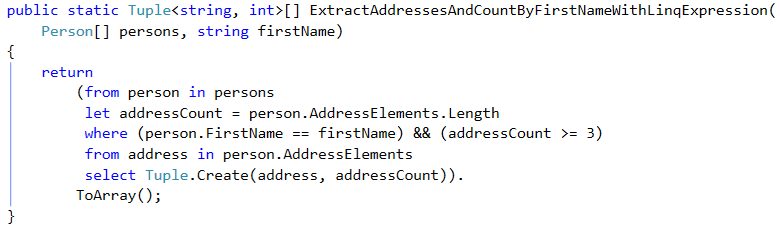 public static Tuple<string, int>[] ExtractAddressesAndCountByFirstNameWithLinqExpression(
    Person[] persons, string firstName)
{
    return
        (from person in persons
         let addressCount = person.AddressElements.Length
         where (person.FirstName == firstName) && (addressCount >= 3)
         from address in person.AddressElements
         select Tuple.Create(address, addressCount)).
        ToArray();
}